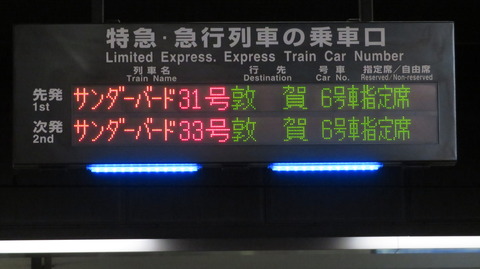 特急・急行列車の乗車口
Limited Express. Express Train Car Number
列車名 行先 号車 指定席/自由席
Train Name Destination Car No. Reserved/Non-reserved
先発 サンダーバード31号 敦賀 6号車指定席
1st
次発 サンダーバード33号 敦賀 6号車指定席
2nd